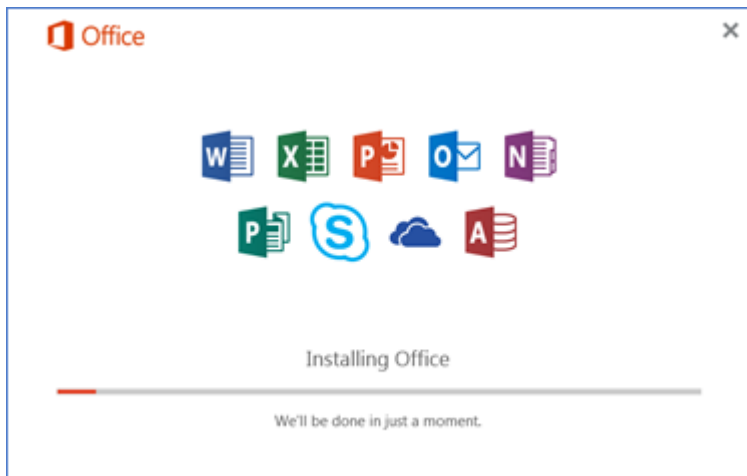 Office
W X P O N
P S A
Installing Office
We'll be done in just a moment.